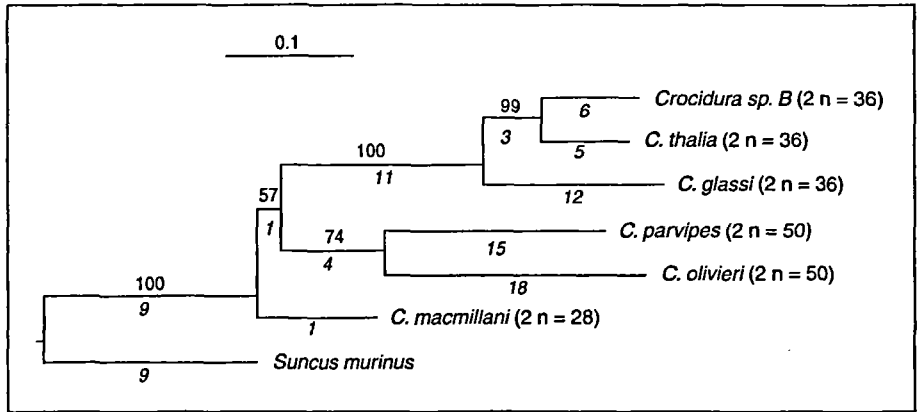 0.1
99
6
Crocidura sp. B (2 n = 36)
3
5
C. thalia (2 n = 36)
100
11
12
C. glassi (2 n = 36)
57
1
74
4
15
C. parvipes (2 n = 50)
18
C. olivieri (2 n = 50)
100
9
1
C. macmillani (2 n = 28)
9
Suncus murinus